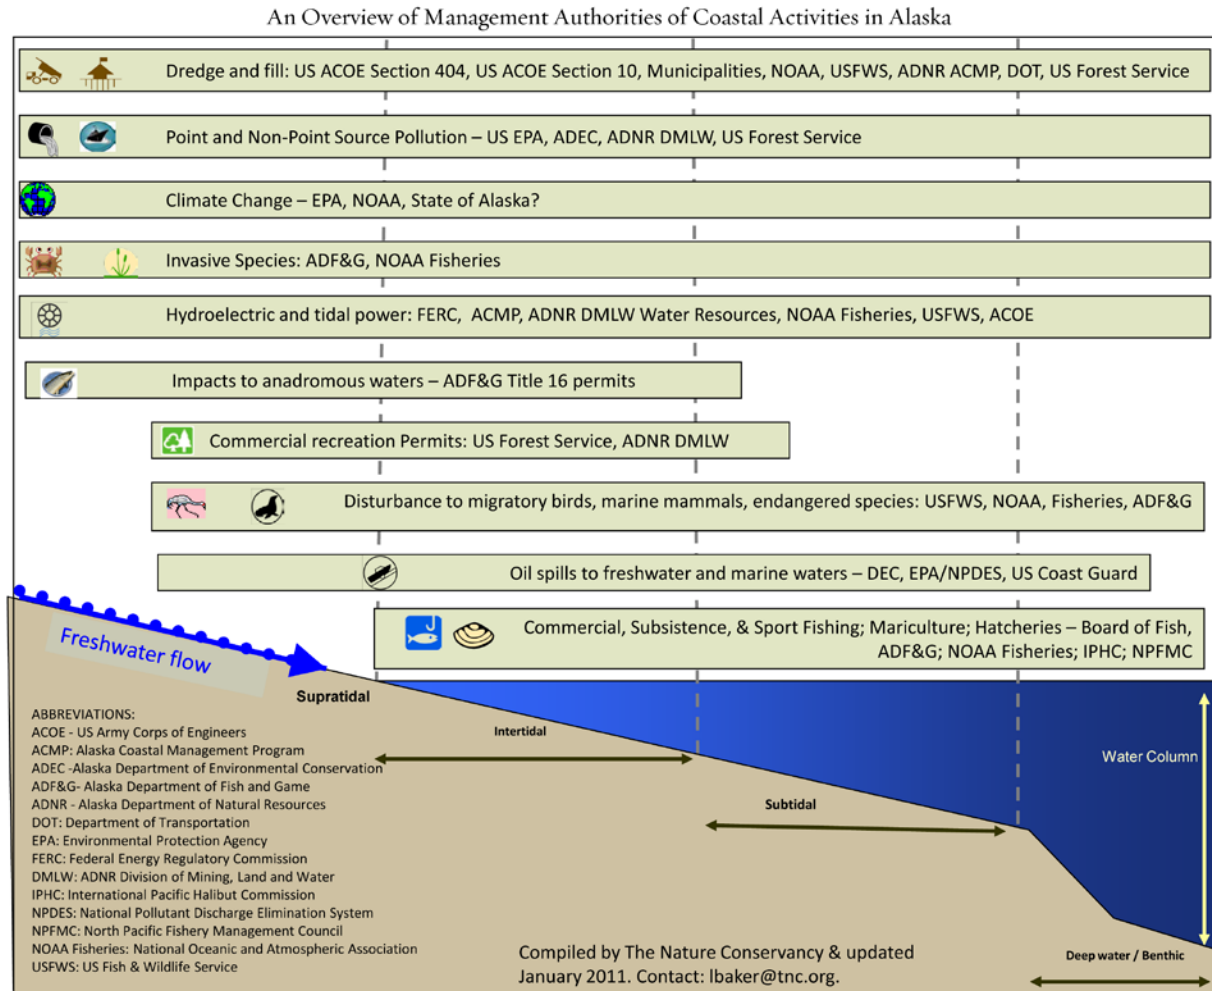 An Overview of Management Authorities of Coastal Activities in Alaska
Dredge and fill: US ACOE Section 404, US ACOE Section 10, Municipalities, NOAA, USFWS, ADNR ACMP, DOT, US Forest Service
Point and Non-Point Source Pollution – US EPA, ADEC, ADNR DMLW, US Forest Service
Climate Change – EPA, NOAA, State of Alaska?
Invasive Species: ADF&G, NOAA Fisheries
Hydroelectric and tidal power: FERC, ACMP, ADNR DMLW Water Resources, NOAA Fisheries, USFWS, ACOE
Impacts to anadromous waters – ADF&G Title 16 permits
Commercial recreation Permits: US Forest Service, ADNR DMLW
Disturbance to migratory birds, marine mammals, endangered species: USFWS, NOAA, Fisheries, ADF&G
Oil spills to freshwater and marine waters – DEC, EPA/NPDES, US Coast Guard
Commercial, Subsistence, & Sport Fishing; Mariculture; Hatcheries – Board of Fish,
ADF&G; NOAA Fisheries; IPHC; NPFMC
Freshwater flow
Supratidal
Intertidal
Subtidal
Water Column
Deep water / Benthic
ABBREVIATIONS:
ACOE - US Army Corps of Engineers
ACMP: Alaska Coastal Management Program
ADEC -Alaska Department of Environmental Conservation
ADF&G- Alaska Department of Fish and Game
ADNR - Alaska Department of Natural Resources
DOT: Department of Transportation
EPA: Environmental Protection Agency
FERC: Federal Energy Regulatory Commission
DMLW: ADNR Division of Mining, Land and Water
IPHC: International Pacific Halibut Commission
NPDES: National Pollutant Discharge Elimination System
NPFMC: North Pacific Fishery Management Council
NOAA Fisheries: National Oceanic and Atmospheric Association
USFWS: US Fish & Wildlife Service
Compiled by The Nature Conservancy & updated
January 2011. Contact: lbaker@tnc.org.